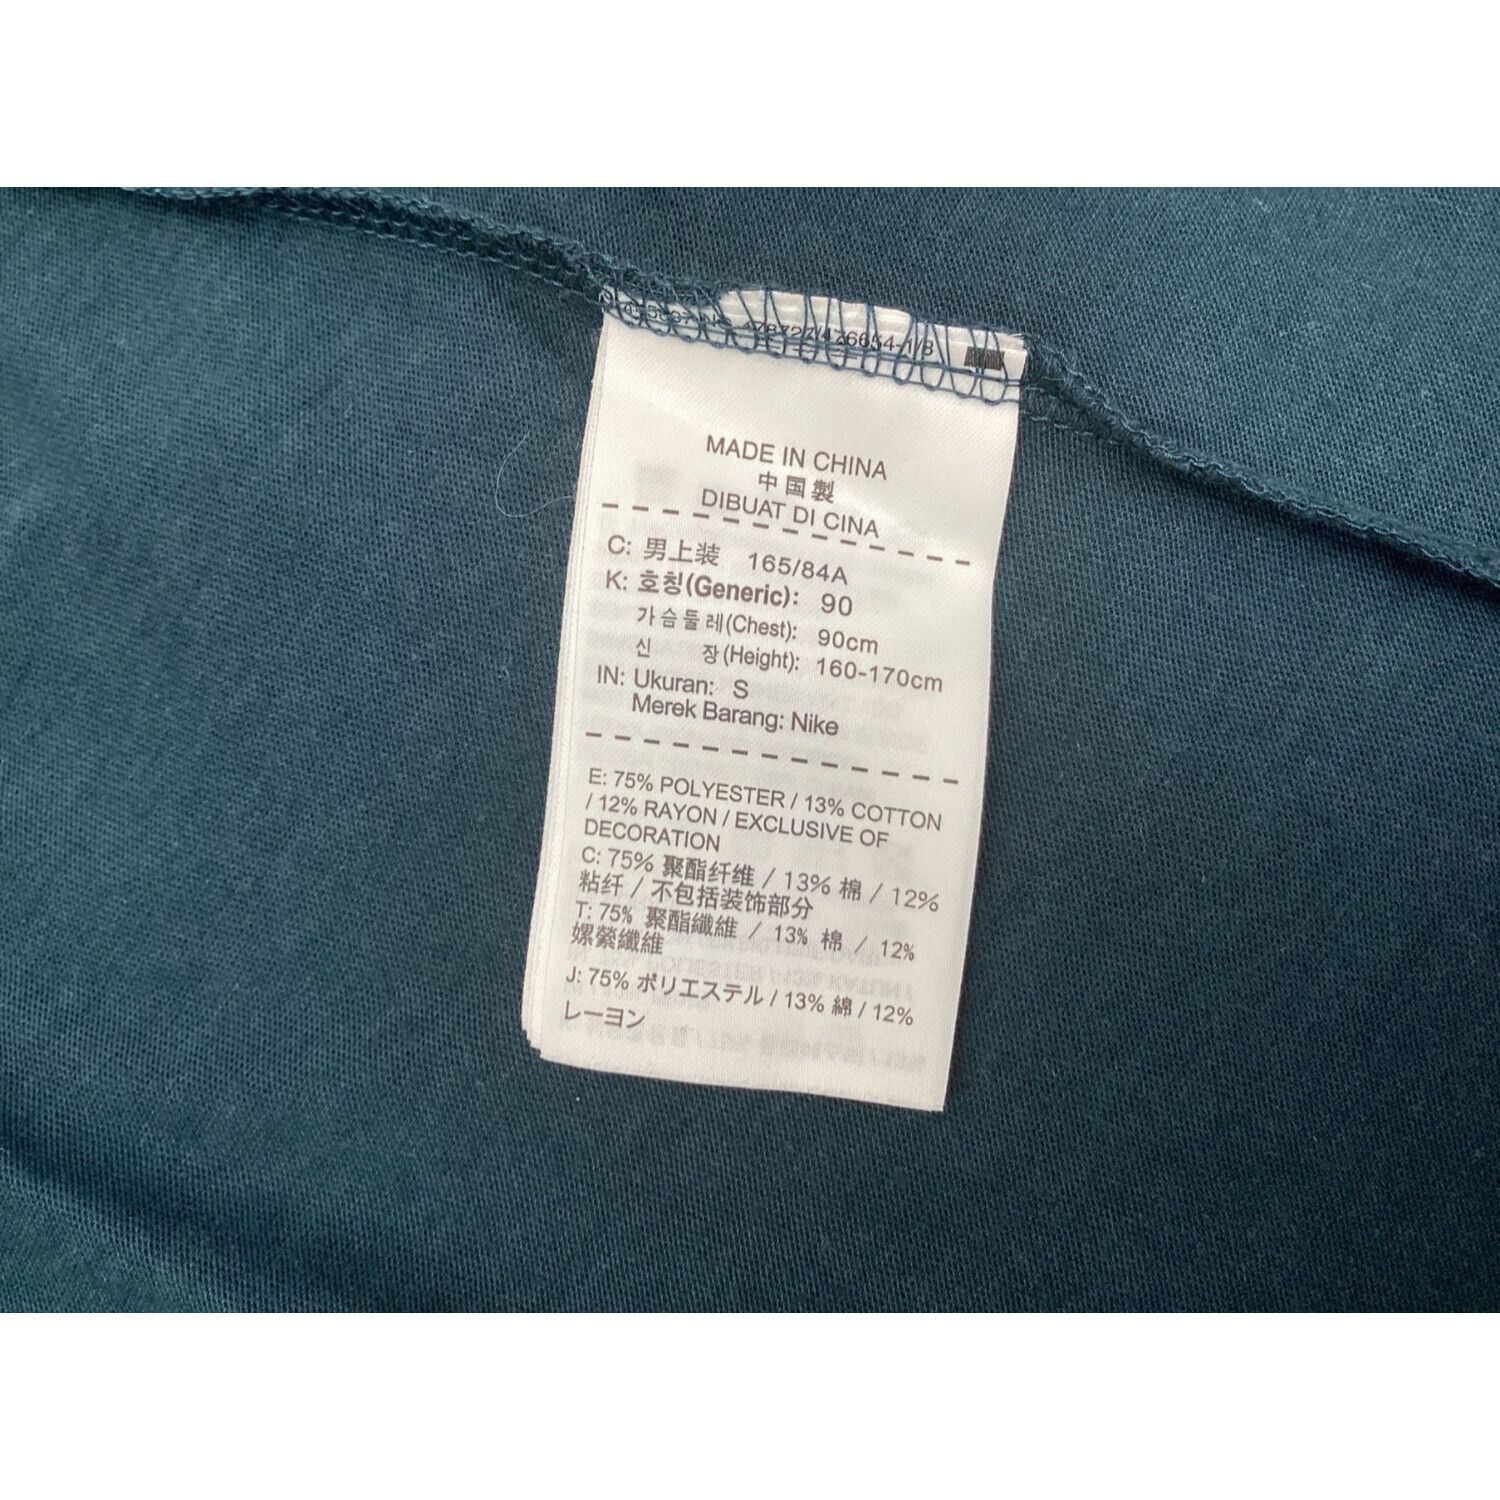 478727/476654-1/8
MADE IN CHINA
中国製
DIBUAT DI CINA
C: 男上装 165/84A
K: 호칭(Generic): 90
가슴둘레(Chest): 90cm
신 장(Height): 160-170cm
IN: Ukuran: S
Merek Barang: Nike
E: 75% POLYESTER / 13% COTTON
/ 12% RAYON / EXCLUSIVE OF
DECORATION
C: 75% 聚酯纤维 / 13% 棉 / 12%
粘纤 / 不包括装饰部分
T: 75% 聚酯纖維 / 13% 棉 / 12%
嫘縈纖維
J: 75% ポリエステル / 13% 綿 / 12%
レーヨン